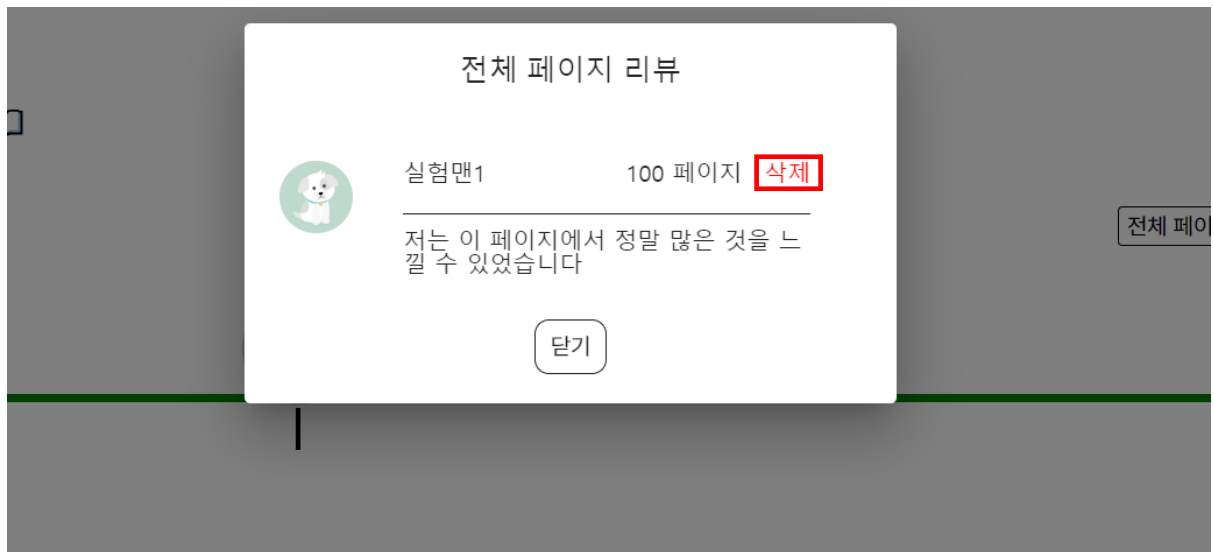 전체 페이지 리뷰
실험맨1 100 페이지 삭제
전체 페이
저는 이 페이지에서 정말 많은 것을 느
낄 수 있었습니다
닫기